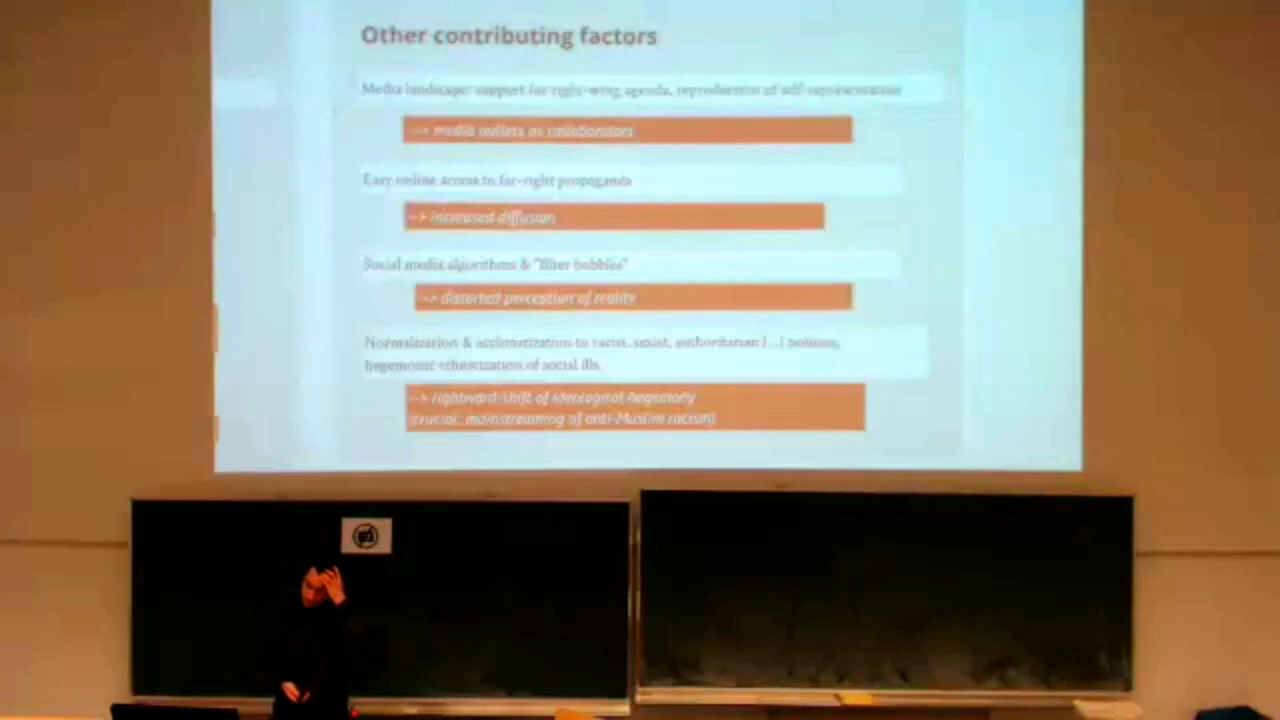 Other contributing factors
Media landscape: support for right-wing agenda, reproduction of self-representation
--> media outlets as collaborators
Easy online access to far-right propaganda
--> increased diffusion
Social media algorithms & "filter bubbles"
--> distorted perception of reality
Normalization & acclimatization to racist, sexist, authoritarian [...] notions,
hegemonic ethnicization of social ills
--> rightward-shift of ideological hegemony
(crucial: mainstreaming of anti-Muslim racism)